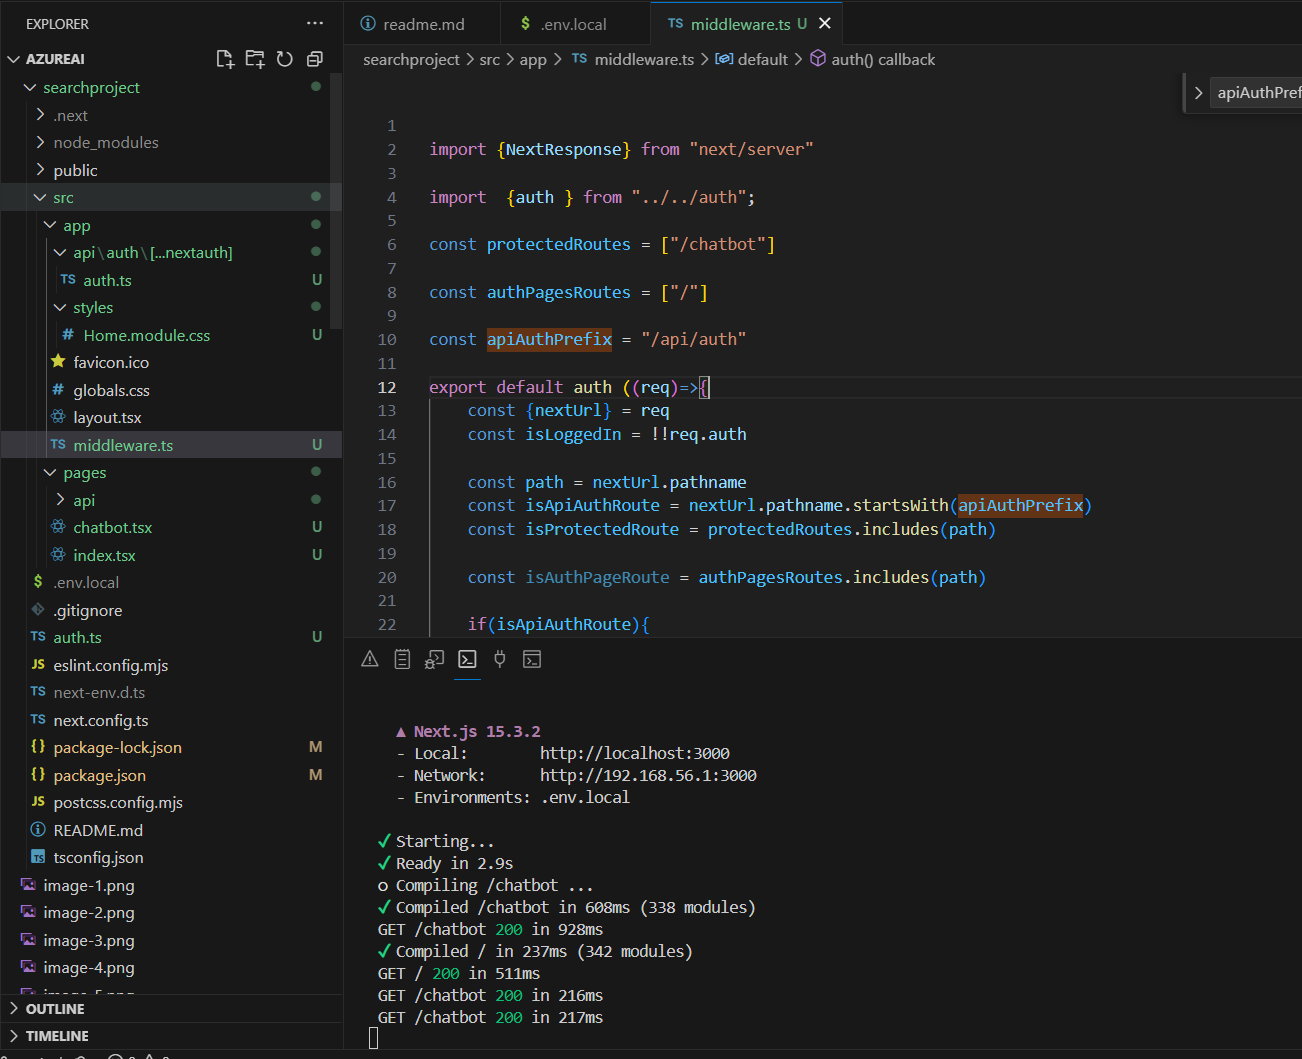 EXPLORER
AZUREAI
searchproject
.next
node_modules
public
src
app
api\auth\[...nextauth]
TS auth.ts U
styles
# Home.module.css U
favicon.ico
# globals.css
layout.tsx
TS middleware.ts U
pages
api
chatbot.tsx U
index.tsx U
$ .env.local
.gitignore
TS auth.ts U
JS eslint.config.mjs
TS next-env.d.ts
TS next.config.ts
{} package-lock.json M
{} package.json M
JS postcss.config.mjs
README.md
TS tsconfig.json
image-1.png
image-2.png
image-3.png
image-4.png
OUTLINE
TIMELINE
readme.md $ .env.local TS middleware.ts U
searchproject > src > app > TS middleware.ts > default > auth() callback
apiAuthPref
1
2 import {NextResponse} from "next/server"
3
4 import  {auth } from "../../auth";
5
6 const protectedRoutes = ["/chatbot"]
7
8 const authPagesRoutes = ["/"]
9
10 const apiAuthPrefix = "/api/auth"
11
12 export default auth ((req)=>{
13 const {nextUrl} = req
14 const isLoggedIn = !!req.auth
15
16 const path = nextUrl.pathname
17 const isApiAuthRoute = nextUrl.pathname.startsWith(apiAuthPrefix)
18 const isProtectedRoute = protectedRoutes.includes(path)
19
20 const isAuthPageRoute = authPagesRoutes.includes(path)
21
22 if(isApiAuthRoute){
▲ Next.js 15.3.2
- Local: http://localhost:3000
- Network: http://192.168.56.1:3000
- Environments: .env.local
✓ Starting...
✓ Ready in 2.9s
o Compiling /chatbot ...
✓ Compiled /chatbot in 608ms (338 modules)
GET /chatbot 200 in 928ms
✓ Compiled / in 237ms (342 modules)
GET / 200 in 511ms
GET /chatbot 200 in 216ms
GET /chatbot 200 in 217ms